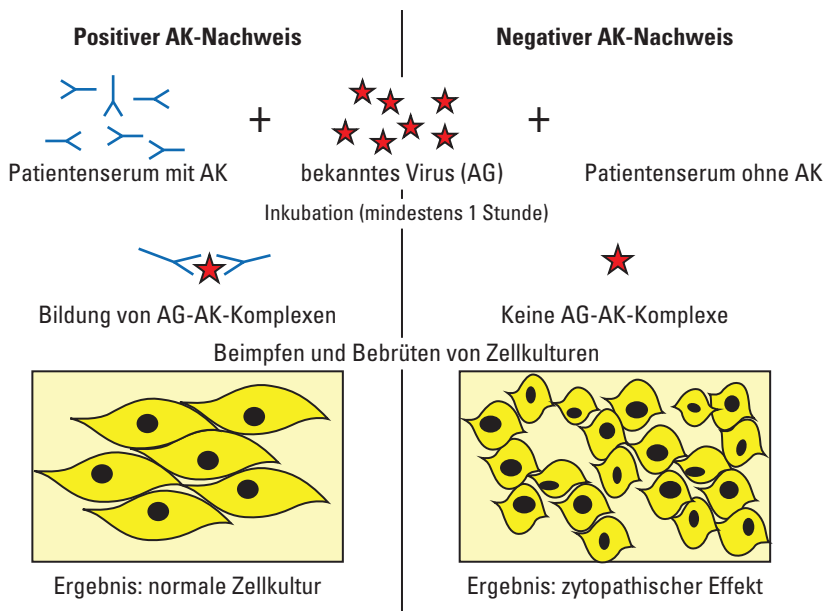 Positiver AK-Nachweis
Negativer AK-Nachweis
+
+
Patientenserum mit AK
bekanntes Virus (AG)
Patientenserum ohne AK
Inkubation (mindestens 1 Stunde)
Bildung von AG-AK-Komplexen
Keine AG-AK-Komplexe
Beimpfen und Bebrüten von Zellkulturen
Ergebnis: normale Zellkultur
Ergebnis: zytopathischer Effekt